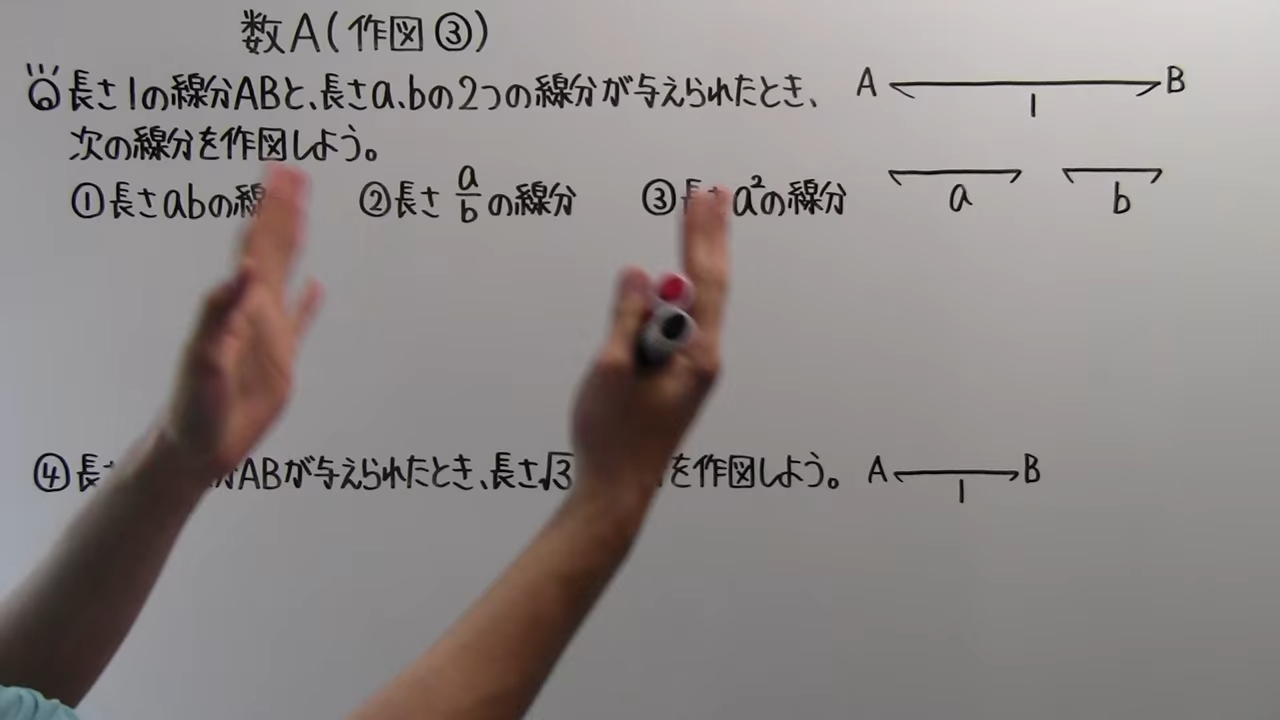 数A(作図③)
長さ1の線分ABと、長さa、bの2つの線分が与えられたとき、
次の線分を作図しよう。
①長さabの線 ②長さ a/b の線分 ③長さa²の線分
A B
1
a b
④長さ 分ABが与えられたとき、長さ√3 を作図しよう。
A B
1